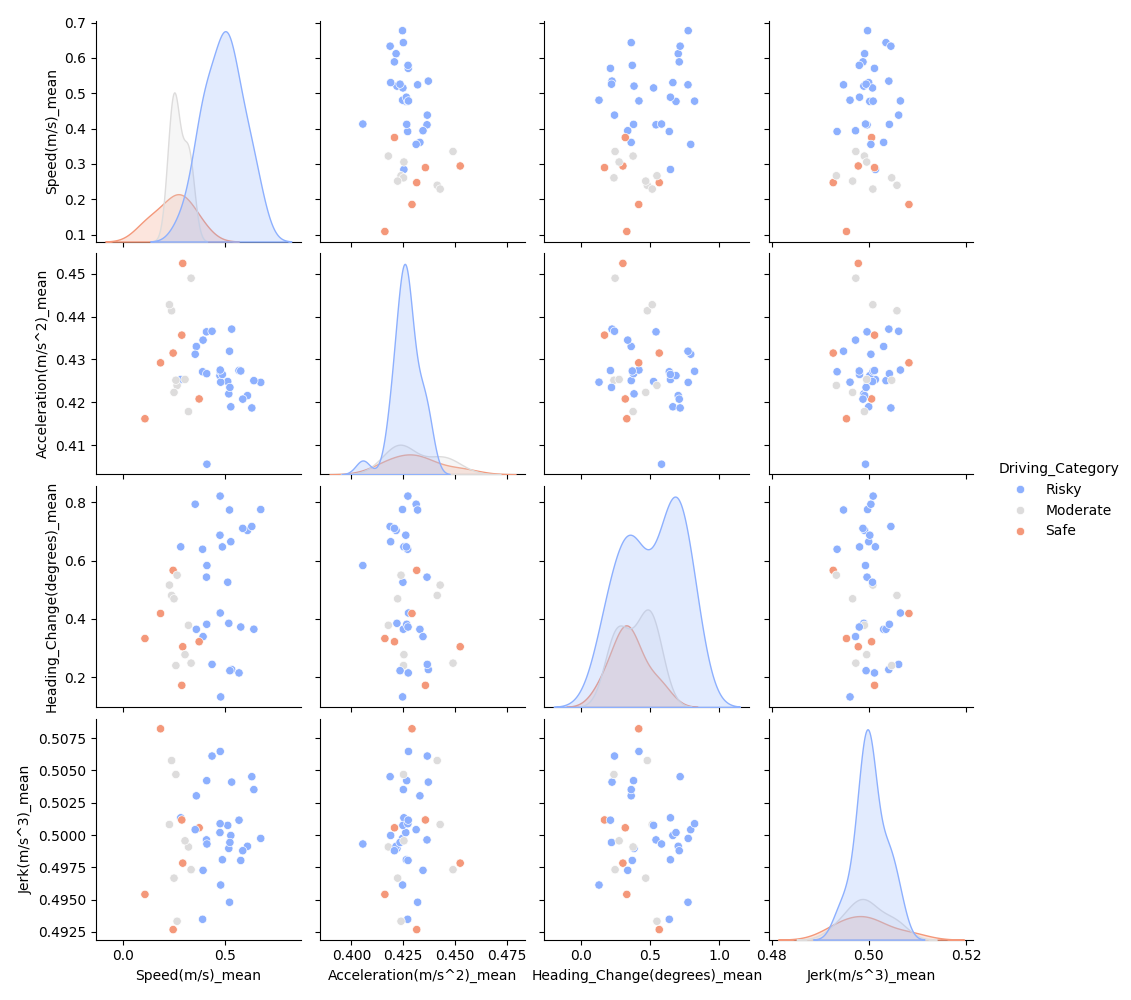 0.7
0.6
0.5
0.4
0.3
0.2
0.1
Speed(m/s)_mean
0.45
0.44
0.43
0.42
0.41
Acceleration(m/s^2)_mean
Driving_Category
Risky
Moderate
Safe
0.8
0.6
0.4
0.2
Heading_Change(degrees)_mean
0.5075
0.5050
0.5025
0.5000
0.4975
0.4950
0.4925
Jerk(m/s^3)_mean
0.0 0.5 0.400 0.425 0.450 0.475 0.0 0.5 1.0 0.48 0.50 0.52
Speed(m/s)_mean Acceleration(m/s^2)_mean Heading_Change(degrees)_mean Jerk(m/s^3)_mean